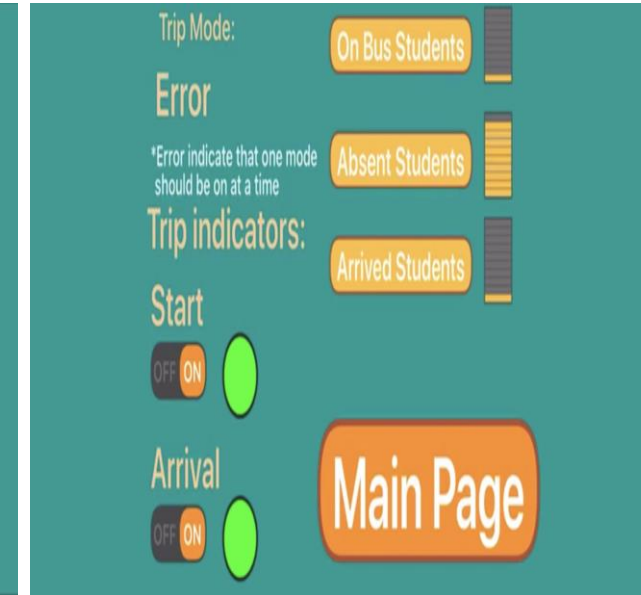 Trip Mode:
Error
*Error indicate that one mode
should be on at a time
Trip indicators:
Start
OFF ON
Arrival
OFF ON
On Bus Students
Absent Students
Arrived Students
Main Page